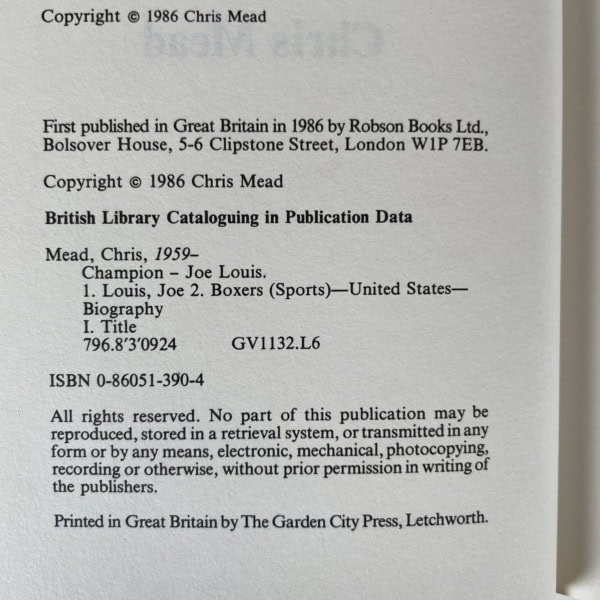 Copyright © 1986 Chris Mead
Chris Mead
First published in Great Britain in 1986 by Robson Books Ltd.,
Bolsover House, 5-6 Clipstone Street, London W1P 7EB.
Copyright © 1986 Chris Mead
British Library Cataloguing in Publication Data
Mead, Chris, 1959–
Champion – Joe Louis.
1. Louis, Joe 2. Boxers (Sports)—United States—
Biography
I. Title
796.8′3′0924 GV1132.L6
ISBN 0-86051-390-4
All rights reserved. No part of this publication may be
reproduced, stored in a retrieval system, or transmitted in any
form or by any means, electronic, mechanical, photocopying,
recording or otherwise, without prior permission in writing of
the publishers.
Printed in Great Britain by The Garden City Press, Letchworth.